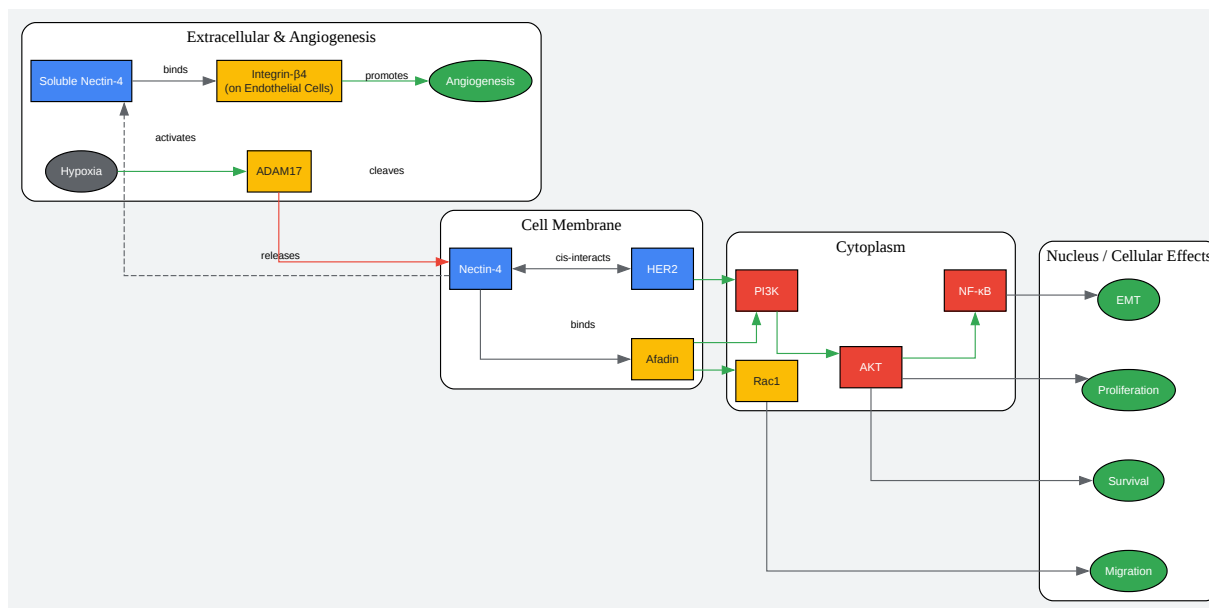 Extracellular & Angiogenesis
Soluble Nectin-4
binds
Integrin-β4
(on Endothelial Cells)
promotes
Angiogenesis
activates
Hypoxia
ADAM17
cleaves
releases
Cell Membrane
Nectin-4
cis-interacts
HER2
binds
Afadin
Cytoplasm
PI3K
NF-κB
AKT
Rac1
Nucleus / Cellular Effects
EMT
Proliferation
Survival
Migration